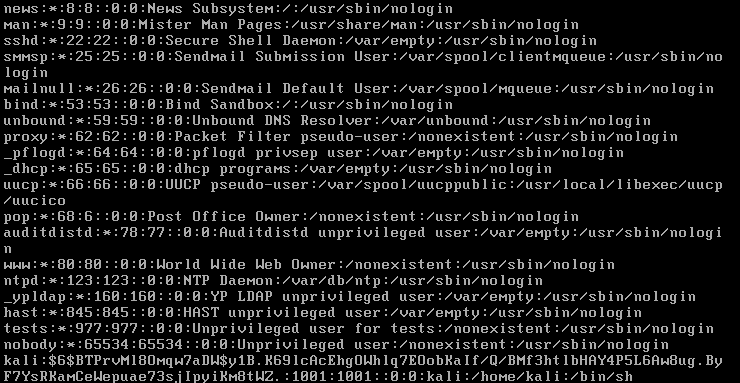 news:*:8:8::0:0:News Subsystem:/:/usr/sbin/nologin
man:*:9:9::0:0:Mister Man Pages:/usr/share/man:/usr/sbin/nologin
sshd:*:22:22::0:0:Secure Shell Daemon:/var/empty:/usr/sbin/nologin
smmsp:*:25:25::0:0:Sendmail Submission User:/var/spool/clientmqueue:/usr/sbin/no
login
mailnull:*:26:26::0:0:Sendmail Default User:/var/spool/mqueue:/usr/sbin/nologin
bind:*:53:53::0:0:Bind Sandbox:/:/usr/sbin/nologin
unbound:*:59:59::0:0:Unbound DNS Resolver:/var/unbound:/usr/sbin/nologin
proxy:*:62:62::0:0:Packet Filter pseudo-user:/nonexistent:/usr/sbin/nologin
_pflogd:*:64:64::0:0:pflogd privsep user:/var/empty:/usr/sbin/nologin
_dhcp:*:65:65::0:0:dhcp programs:/var/empty:/usr/sbin/nologin
uucp:*:66:66::0:0:UUCP pseudo-user:/var/spool/uucppublic:/usr/local/libexec/uucp
/uucico
pop:*:68:6::0:0:Post Office Owner:/nonexistent:/usr/sbin/nologin
auditdistd:*:78:77::0:0:Auditdistd unprivileged user:/var/empty:/usr/sbin/nologi
n
www:*:80:80::0:0:World Wide Web Owner:/nonexistent:/usr/sbin/nologin
ntpd:*:123:123::0:0:NTP Daemon:/var/db/ntp:/usr/sbin/nologin
_ypldap:*:160:160::0:0:YP LDAP unprivileged user:/var/empty:/usr/sbin/nologin
hast:*:845:845::0:0:HAST unprivileged user:/var/empty:/usr/sbin/nologin
tests:*:977:977::0:0:Unprivileged user for tests:/nonexistent:/usr/sbin/nologin
nobody:*:65534:65534::0:0:Unprivileged user:/nonexistent:/usr/sbin/nologin
kali:$6$BTPrvMl8Omqw7aDW$y1B.K69lcAcEhgOWhlq7EOobKaIf/Q/BMf3htlbHAY4P5L6Aw8ug.By
F7YsRKamCeWepuae73sjIpyiKm8tWZ.:1001:1001::0:0:kali:/home/kali:/bin/sh